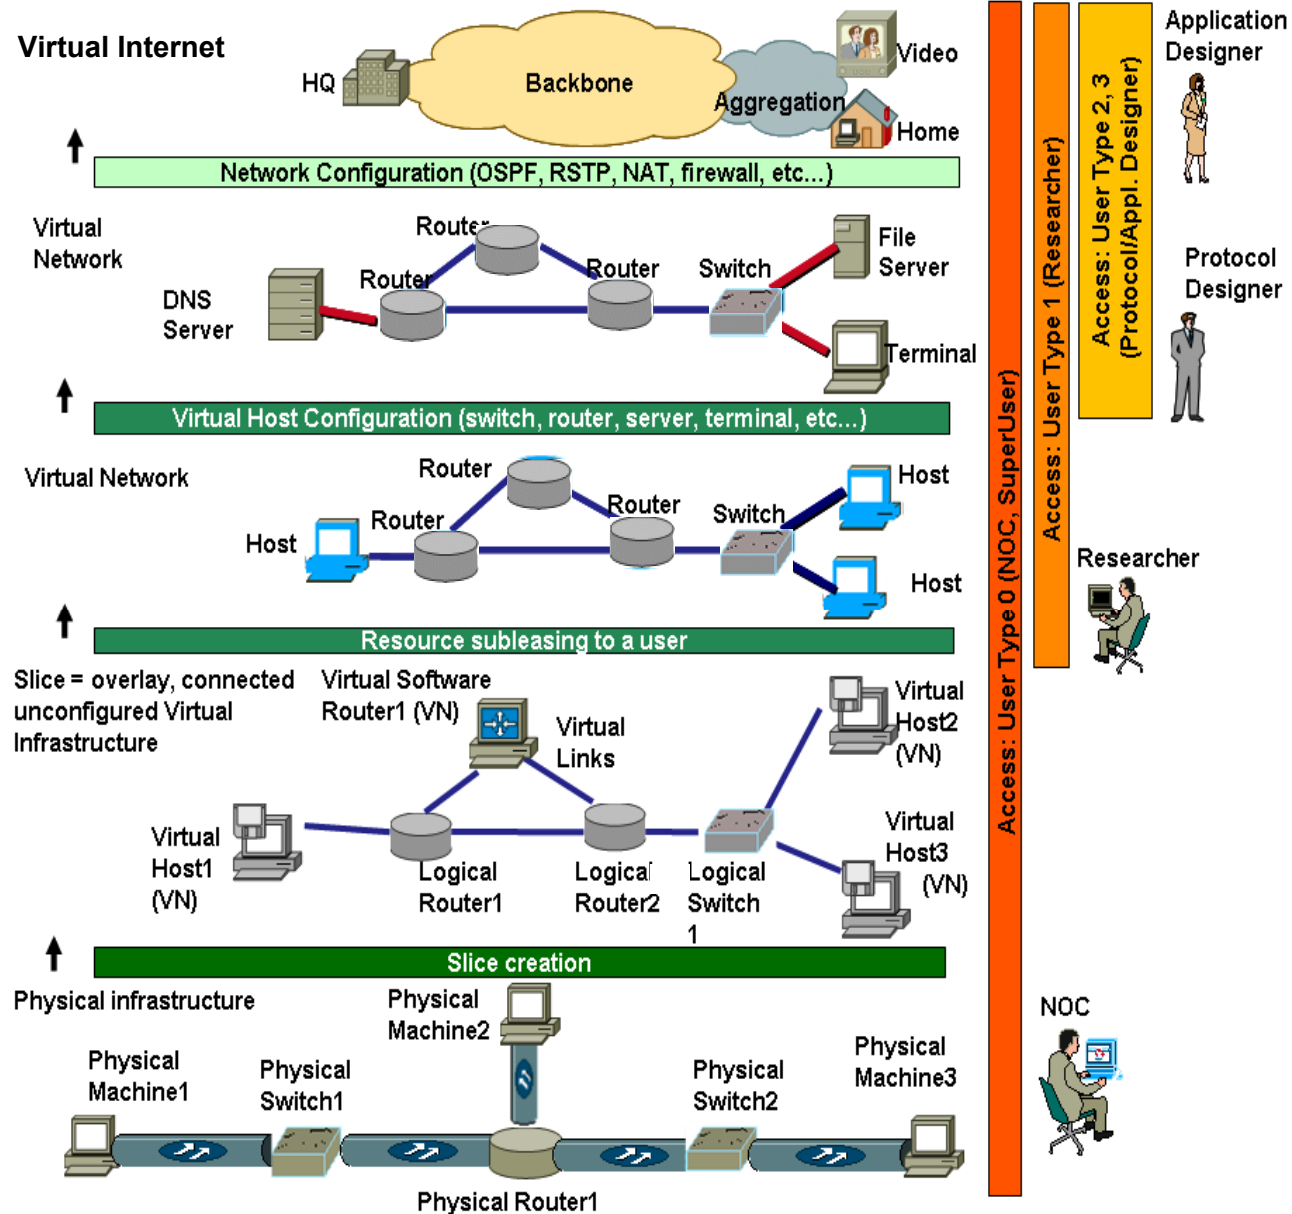 Virtual Internet
HQ
Backbone
Aggregation
Video
Home
Network Configuration (OSPF, RSTP, NAT, firewall, etc...)
Virtual
Network
Router
Router
Router
Switch
File
Server
DNS
Server
Terminal
Virtual Host Configuration (switch, router, server, terminal, etc...)
Virtual Network
Router
Router
Router
Switch
Host
Host
Host
Resource subleasing to a user
Slice = overlay, connected
unconfigured Virtual
Infrastructure
Virtual Software
Router1 (VN)
Virtual
Links
Virtual
Host2
(VN)
Virtual
Host1
(VN)
Logical
Router1
Logical
Router2
Logical
Switch
1
Virtual
Host3
(VN)
Slice creation
Physical infrastructure
Physical
Machine2
Physical
Machine1
Physical
Switch1
Physical
Switch2
Physical
Machine3
Physical Router1
Access: User Type 0 (NOC, SuperUser)
Access: User Type 1 (Researcher)
Access: User Type 2, 3
(Protocol/Appl. Designer)
Application
Designer
Protocol
Designer
Researcher
NOC